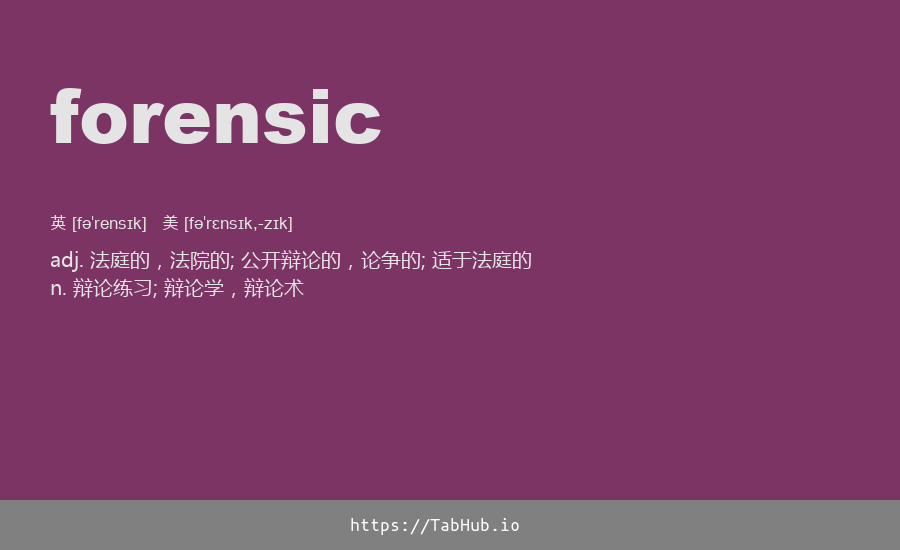 forensic
英 [fə'rensɪk] 美 [fə'rɛnsɪk,-zɪk]
adj. 法庭的，法院的; 公开辩论的，论争的; 适于法庭的
n. 辩论练习; 辩论学，辩论术
https://TabHub.io